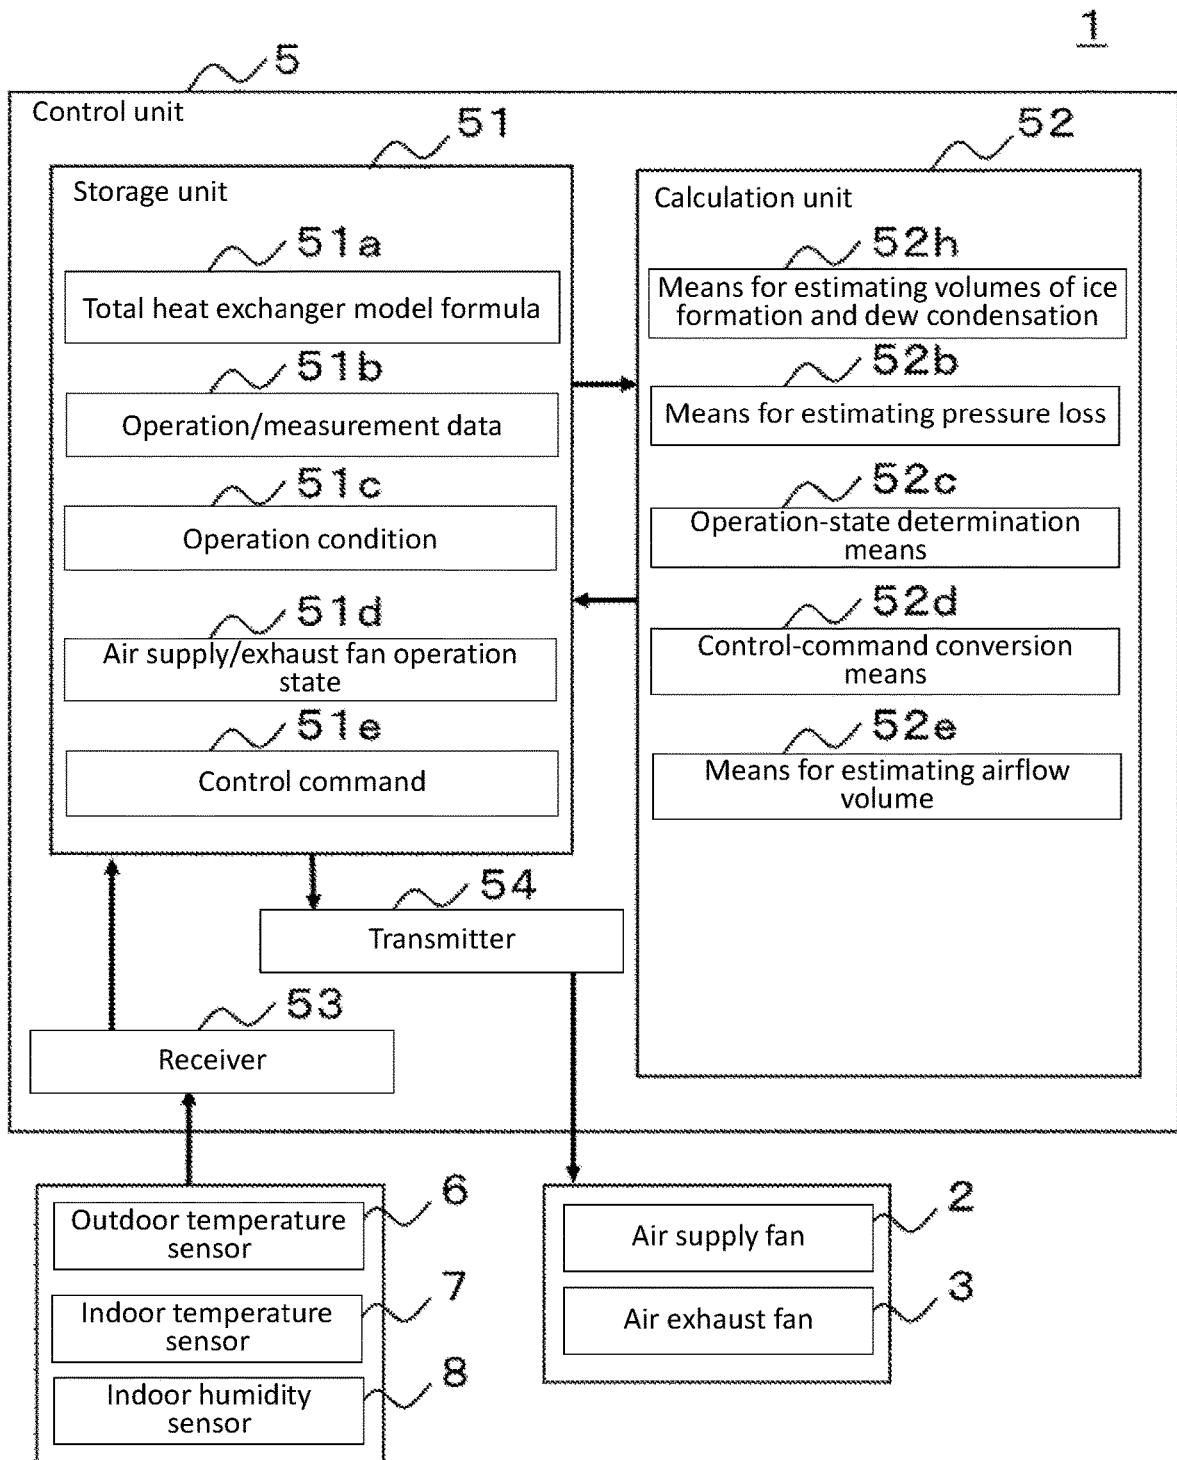 1
5
Control unit
51
Storage unit
51a
Total heat exchanger model formula
51b
Operation/measurement data
51c
Operation condition
51d
Air supply/exhaust fan operation
state
51e
Control command
52
Calculation unit
52h
Means for estimating volumes of ice
formation and dew condensation
52b
Means for estimating pressure loss
52c
Operation-state determination
means
52d
Control-command conversion
means
52e
Means for estimating airflow
volume
54
Transmitter
53
Receiver
6
Outdoor temperature
sensor
7
Indoor temperature
sensor
8
Indoor humidity
sensor
2
Air supply fan
3
Air exhaust fan